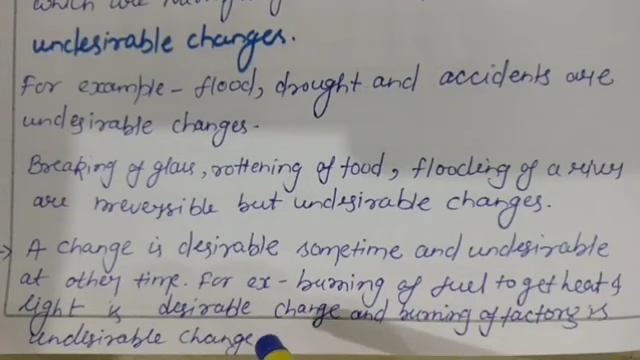 which are
undesirable changes.
For example - flood, drought and accidents are
undesirable changes.
Breaking of glass, rottening of food, flooding of a river
are irreversible but undesirable changes.
→ A change is desirable sometime and undesirable
at other time. For ex - burning of fuel to get heat &
light is desirable change and burning of factory is
undesirable change